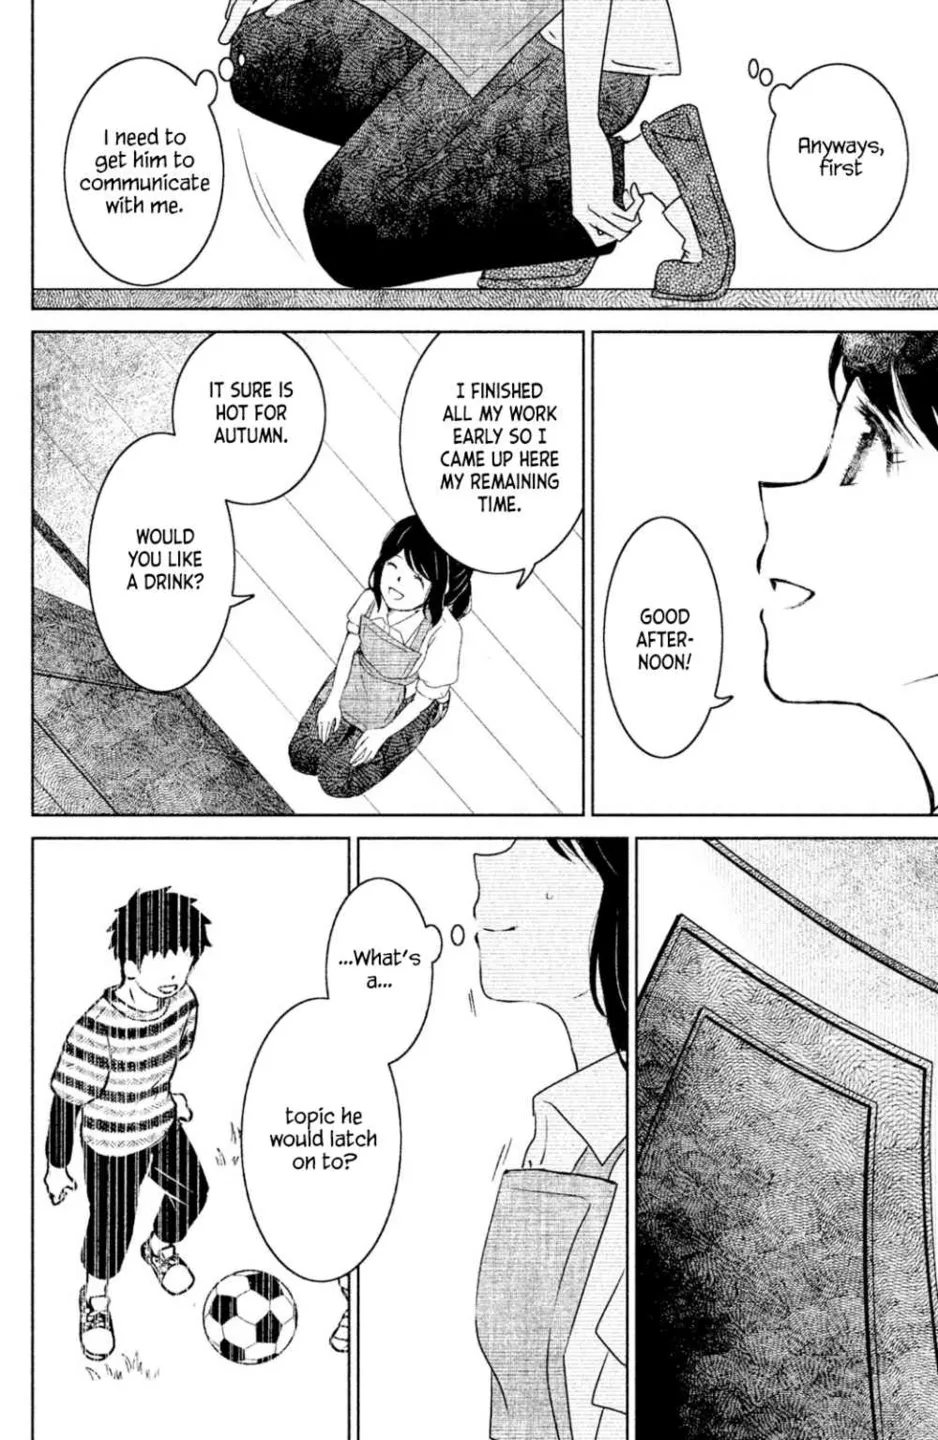 Anyways,
first
I need to
get him to
communicate
with me.
GOOD
AFTER-
NOON!
I FINISHED
ALL MY WORK
EARLY SO I
CAME UP HERE
MY REMAINING
TIME.
IT SURE IS
HOT FOR
AUTUMN.
WOULD
YOU LIKE
A DRINK?
...What's
a...
topic he
would latch
on to?